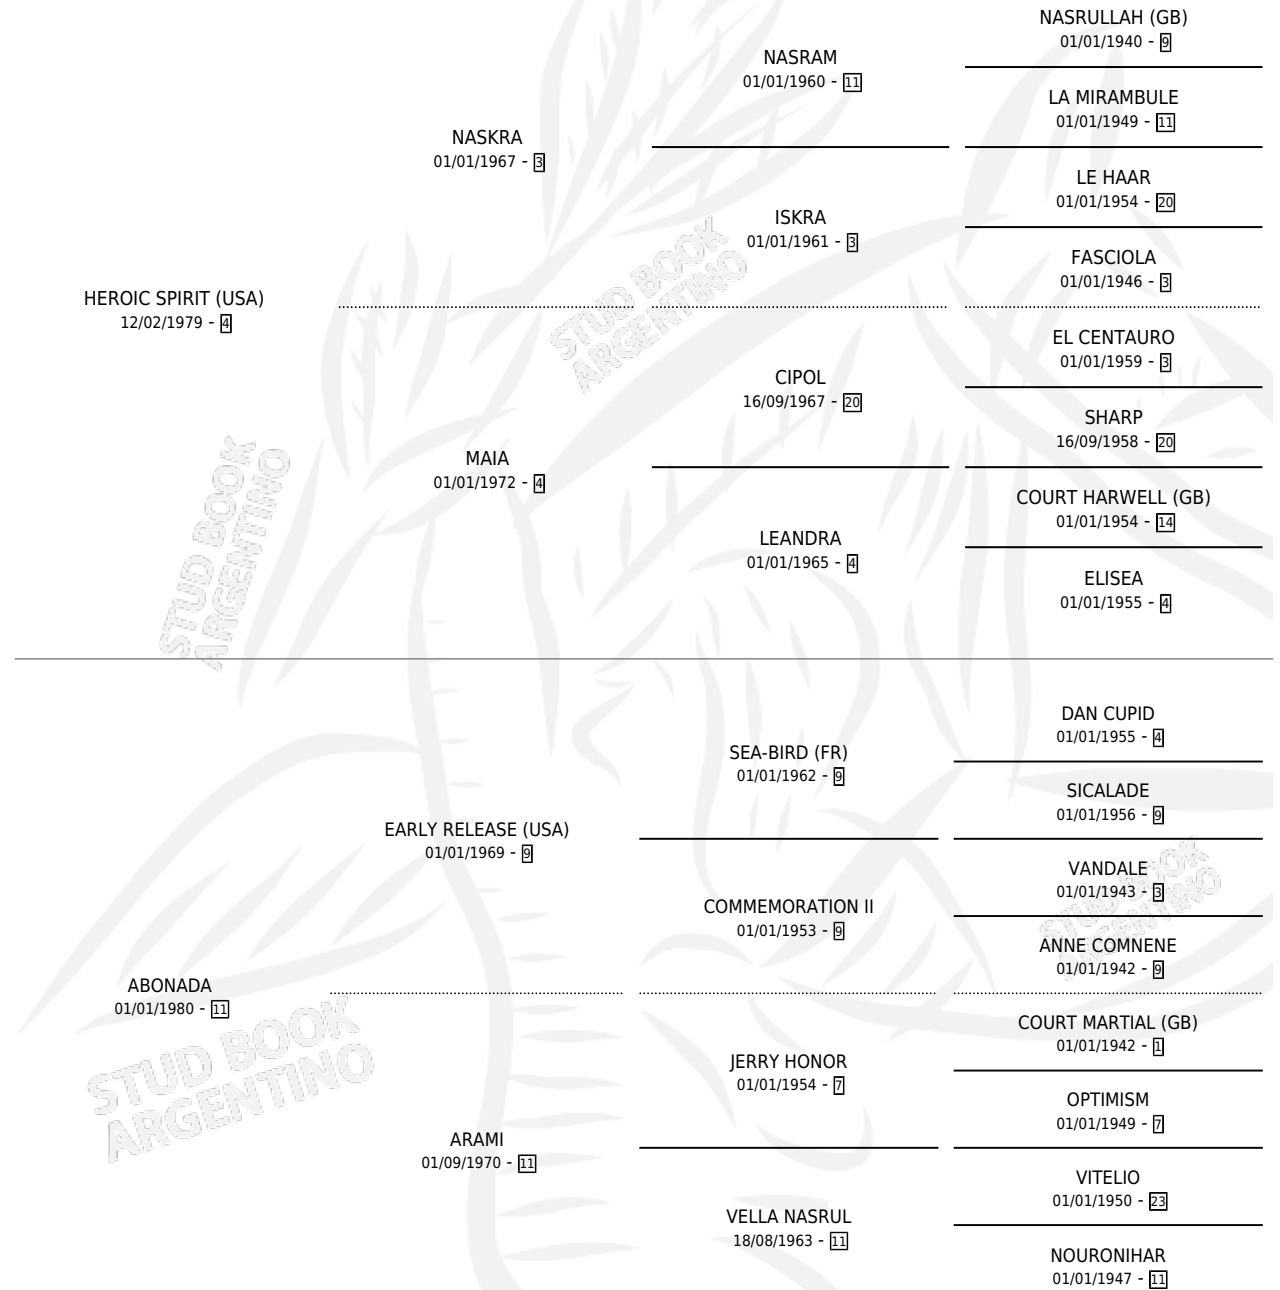 NASRULLAH (GB)
01/01/1940 - 9
NASRAM
01/01/1960 - 11
LA MIRAMBULE
01/01/1949 - 11
NASKRA
01/01/1967 - 3
LE HAAR
01/01/1954 - 20
ISKRA
01/01/1961 - 3
FASCIOLA
01/01/1946 - 3
HEROIC SPIRIT (USA)
12/02/1979 - 4
EL CENTAURO
01/01/1959 - 3
CIPOL
16/09/1967 - 20
SHARP
16/09/1958 - 20
MAIA
01/01/1972 - 4
COURT HARWELL (GB)
01/01/1954 - 14
LEANDRA
01/01/1965 - 4
ELISEA
01/01/1955 - 4
STUD BOOK
ARGENTINO
STUD BOOK
ARGENTINO
DAN CUPID
01/01/1955 - 4
SEA-BIRD (FR)
01/01/1962 - 9
SICALADE
01/01/1956 - 9
EARLY RELEASE (USA)
01/01/1969 - 9
VANDALE
01/01/1943 - 3
COMMEMORATION II
01/01/1953 - 9
ANNE COMNENE
01/01/1942 - 9
STUD BOOK
ARGENTINO
ABONADA
01/01/1980 - 11
COURT MARTIAL (GB)
01/01/1942 - 1
JERRY HONOR
01/01/1954 - 7
OPTIMISM
01/01/1949 - 7
STUD BOOK
ARGENTINO
ARAMI
01/09/1970 - 11
VITELIO
01/01/1950 - 23
VELLA NASRUL
18/08/1963 - 11
NOURONIHAR
01/01/1947 - 11